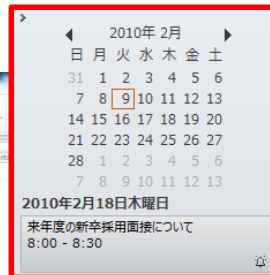 2010年 2月
日 月 火 水 木 金 土
31 1 2 3 4 5 6
7 8 9 10 11 12 13
14 15 16 17 18 19 20
21 22 23 24 25 26 27
28 1 2 3 4 5 6
7 8 9 10 11 12 13
2010年2月18日木曜日
来年度の新卒採用面接について
8:00 - 8:30